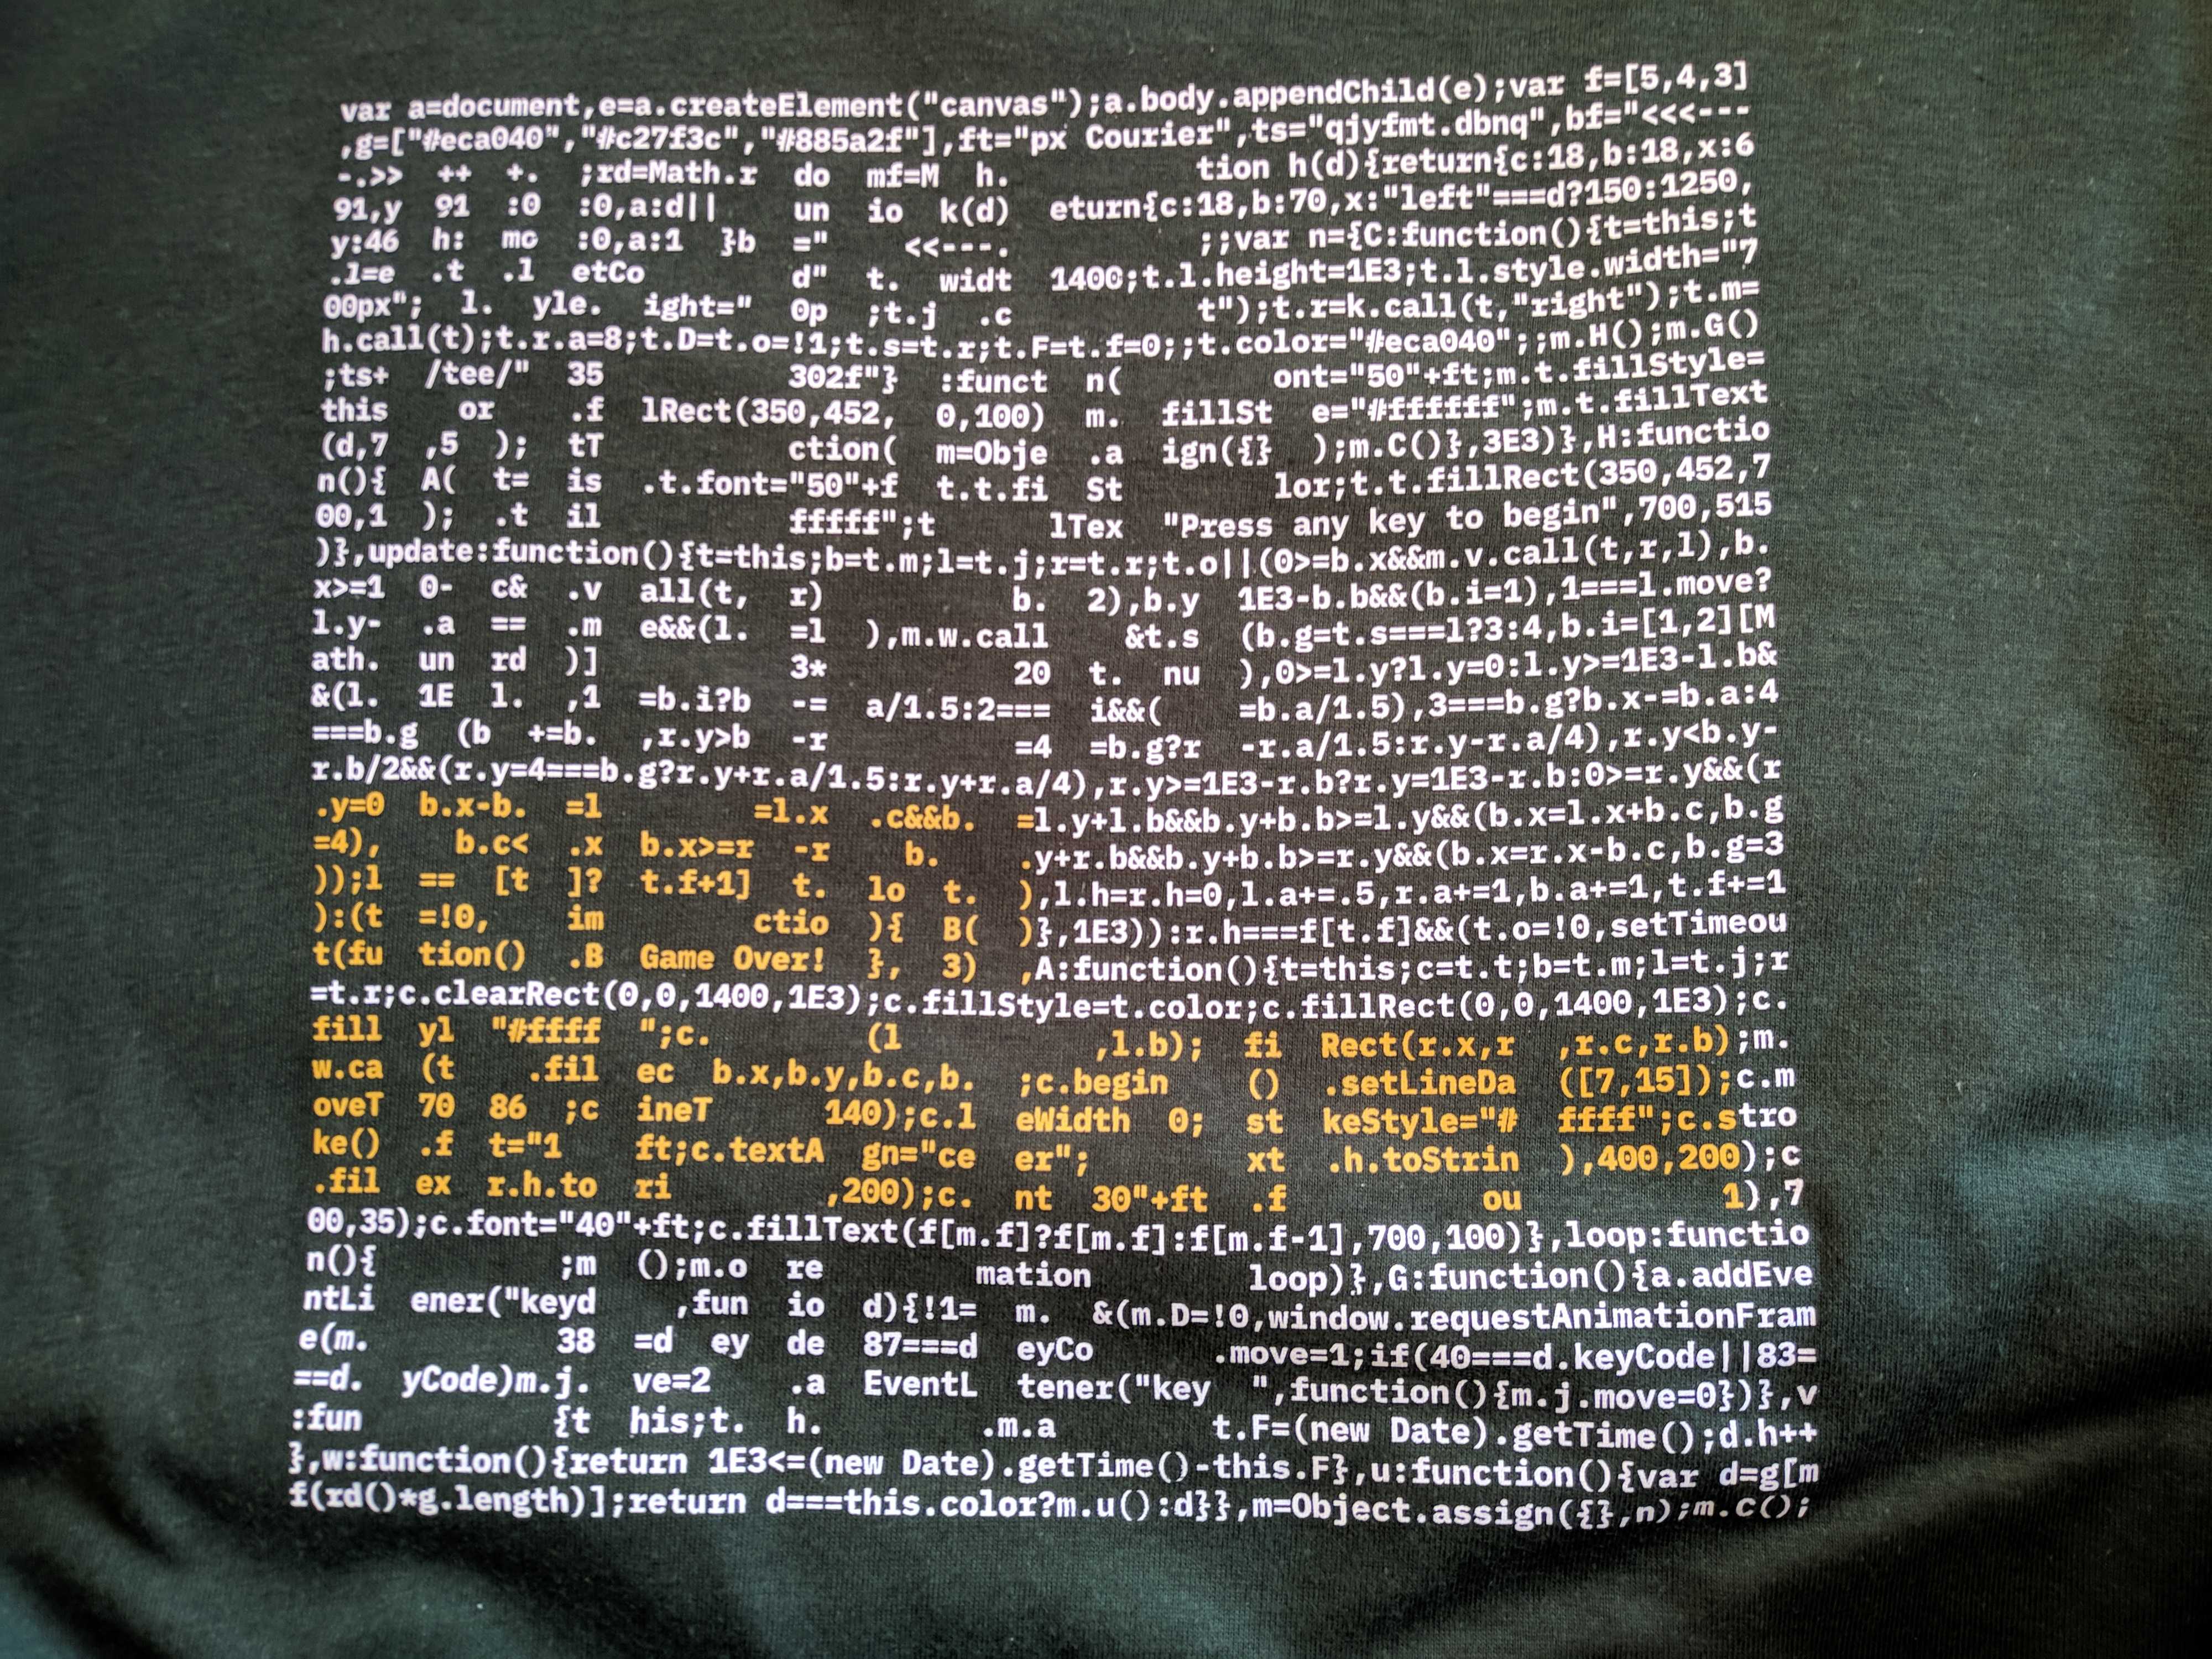 var a=document,e=a.createElement("canvas");a.body.appendChild(e);var f=[5,4,3]
,g=["#eca040","#c27f3c","#885a2f"],ft="px Courier",ts="qjyfmt.dbnq",bf="<<<---
-.>> ++ +. ;rd=Math.r do mf=M h. tion h(d){return{c:18,b:18,x:6
91,y 91 :0 :0,a:d|| un io k(d) eturn{c:18,b:70,x:"left"===d?150:1250,
y:46 h: mo :0,a:1 }b =" <<---. ;;var n={C:function(){t=this;t
.l=e .t .l etCo d" t. widt 1400;t.l.height=1E3;t.l.style.width="7
00px"; l. yle. ight=" 0p ;t.j .c t");t.r=k.call(t,"right");t.m=
h.call(t);t.r.a=8;t.D=t.o=!1;t.s=t.r;t.F=t.f=0;;t.color="#eca040";;m.H();m.G()
;ts+ /tee/" 35 302f"} :funct n( ont="50"+ft;m.t.fillStyle=
this or .f lRect(350,452, 0,100) m. fillSt e="#ffffff";m.t.fillText
(d,7 ,5 ); tT ction( m=Obje .a ign({} );m.C()},3E3)},H:functio
n(){ A( t= is .t.font="50"+f t.t.fi St lor;t.t.fillRect(350,452,7
00,1 ); .t il fffff";t lTex "Press any key to begin",700,515
)},update:function(){t=this;b=t.m;l=t.j;r=t.r;t.o||(0>=b.x&&m.v.call(t,r,l),b.
x>=1 0- c& .v all(t, r) b. 2),b.y 1E3-b.b&&(b.i=1),1===l.move?
l.y- .a == .m e&&(l. =l ),m.w.call &t.s (b.g=t.s===l?3:4,b.i=[1,2][M
ath. un rd )] 3* 20 t. nu ),0>=l.y?l.y=0:l.y>=1E3-l.b&
&(l. 1E l. ,1 =b.i?b -= a/1.5:2=== i&&( =b.a/1.5),3===b.g?b.x-=b.a:4
===b.g (b +=b. ,r.y>b -r =4 =b.g?r -r.a/1.5:r.y-r.a/4),r.y<b.y-
r.b/2&&(r.y=4===b.g?r.y+r.a/1.5:r.y+r.a/4),r.y>=1E3-r.b?r.y=1E3-r.b:0>=r.y&&(r
.y=0 b.x-b. =l =l.x .c&&b. =l.y+l.b&&b.y+b.b>=l.y&&(b.x=l.x+b.c,b.g
=4), b.c< .x b.x>=r -r b. .y+r.b&&b.y+b.b>=r.y&&(b.x=r.x-b.c,b.g=3
));l == [t ]? t.f+1] t. lo t. ),l.h=r.h=0,l.a+=.5,r.a+=1,b.a+=1,t.f+=1
):(t =!0, im ctio ){ B( )},1E3)):r.h===f[t.f]&&(t.o=!0,setTimeou
t(fu tion() .B Game Over! }, 3) ,A:function(){t=this;c=t.t;b=t.m;l=t.j;r
=t.r;c.clearRect(0,0,1400,1E3);c.fillStyle=t.color;c.fillRect(0,0,1400,1E3);c.
fill yl "#ffff ";c. (l ,l.b); fi Rect(r.x,r ,r.c,r.b);m.
w.ca (t .fil ec b.x,b.y,b.c,b. ;c.begin () .setLineDa ([7,15]);c.m
oveT 70 86 ;c ineT 140);c.l eWidth 0; st keStyle="# ffff";c.stro
ke() .f t="1 ft;c.textA gn="ce er"; xt .h.toStrin ),400,200);c
.fil ex r.h.to ri ,200);c. nt 30"+ft .f ou 1),7
00,35);c.font="40"+ft;c.fillText(f[m.f]?f[m.f]:f[m.f-1],700,100)},loop:functio
n(){ ;m ();m.o re mation loop)},G:function(){a.addEve
ntLi ener("keyd ,fun io d){!1= m. &(m.D=!0,window.requestAnimationFram
e(m. 38 =d ey de 87===d eyCo .move=1;if(40===d.keyCode||83=
==d. yCode)m.j. ve=2 .a EventL tener("key ",function(){m.j.move=0})},v
:fun {t his;t. h. .m.a t.F=(new Date).getTime();d.h++
},w:function(){return 1E3<=(new Date).getTime()-this.F},u:function(){var d=g[m
f(rd()*g.length)];return d===this.color?m.u():d}},m=Object.assign({},n);m.C();